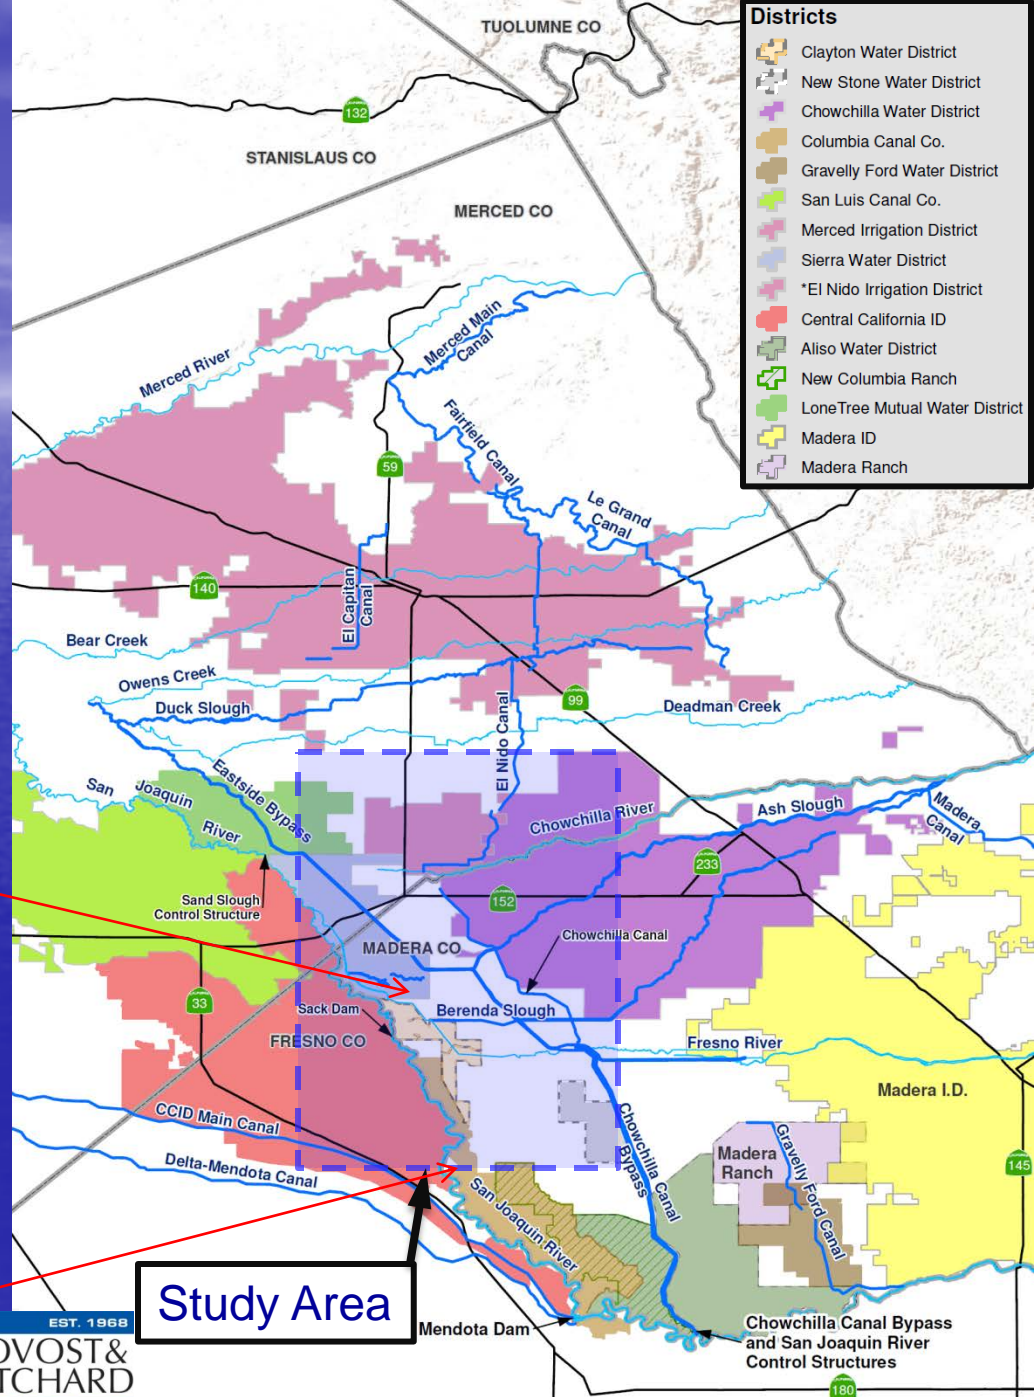 TUOLUMNE CO
132
STANISLAUS CO
MERCED CO
Districts
Clayton Water District
New Stone Water District
Chowchilla Water District
Columbia Canal Co.
Gravelly Ford Water District
San Luis Canal Co.
Merced Irrigation District
Sierra Water District
*El Nido Irrigation District
Central California ID
Aliso Water District
New Columbia Ranch
LoneTree Mutual Water District
Madera ID
Madera Ranch
Merced River
Merced Main
Canal
Fairfield Canal
59
Le Grand
Canal
140
El Capitan
Canal
Bear Creek
Owens Creek
Duck Slough
El Nido Canal
99
Deadman Creek
San Joaquin River
Eastside Bypass
Chowchilla River
Ash Slough
Madera
Canal
233
152
Sand Slough
Control Structure
MADERA CO
Chowchilla Canal
33
Sack Dam
Berenda Slough
FRESNO CO
Fresno River
Madera I.D.
CCID Main Canal
Delta-Mendota Canal
Chowchilla Canal
Bypass
Madera
Ranch
Gravelly Ford Canal
145
San Joaquin River
Study Area
Mendota Dam
Chowchilla Canal Bypass
and San Joaquin River
Control Structures
180
EST. 1968
OVOST&
TCHARD